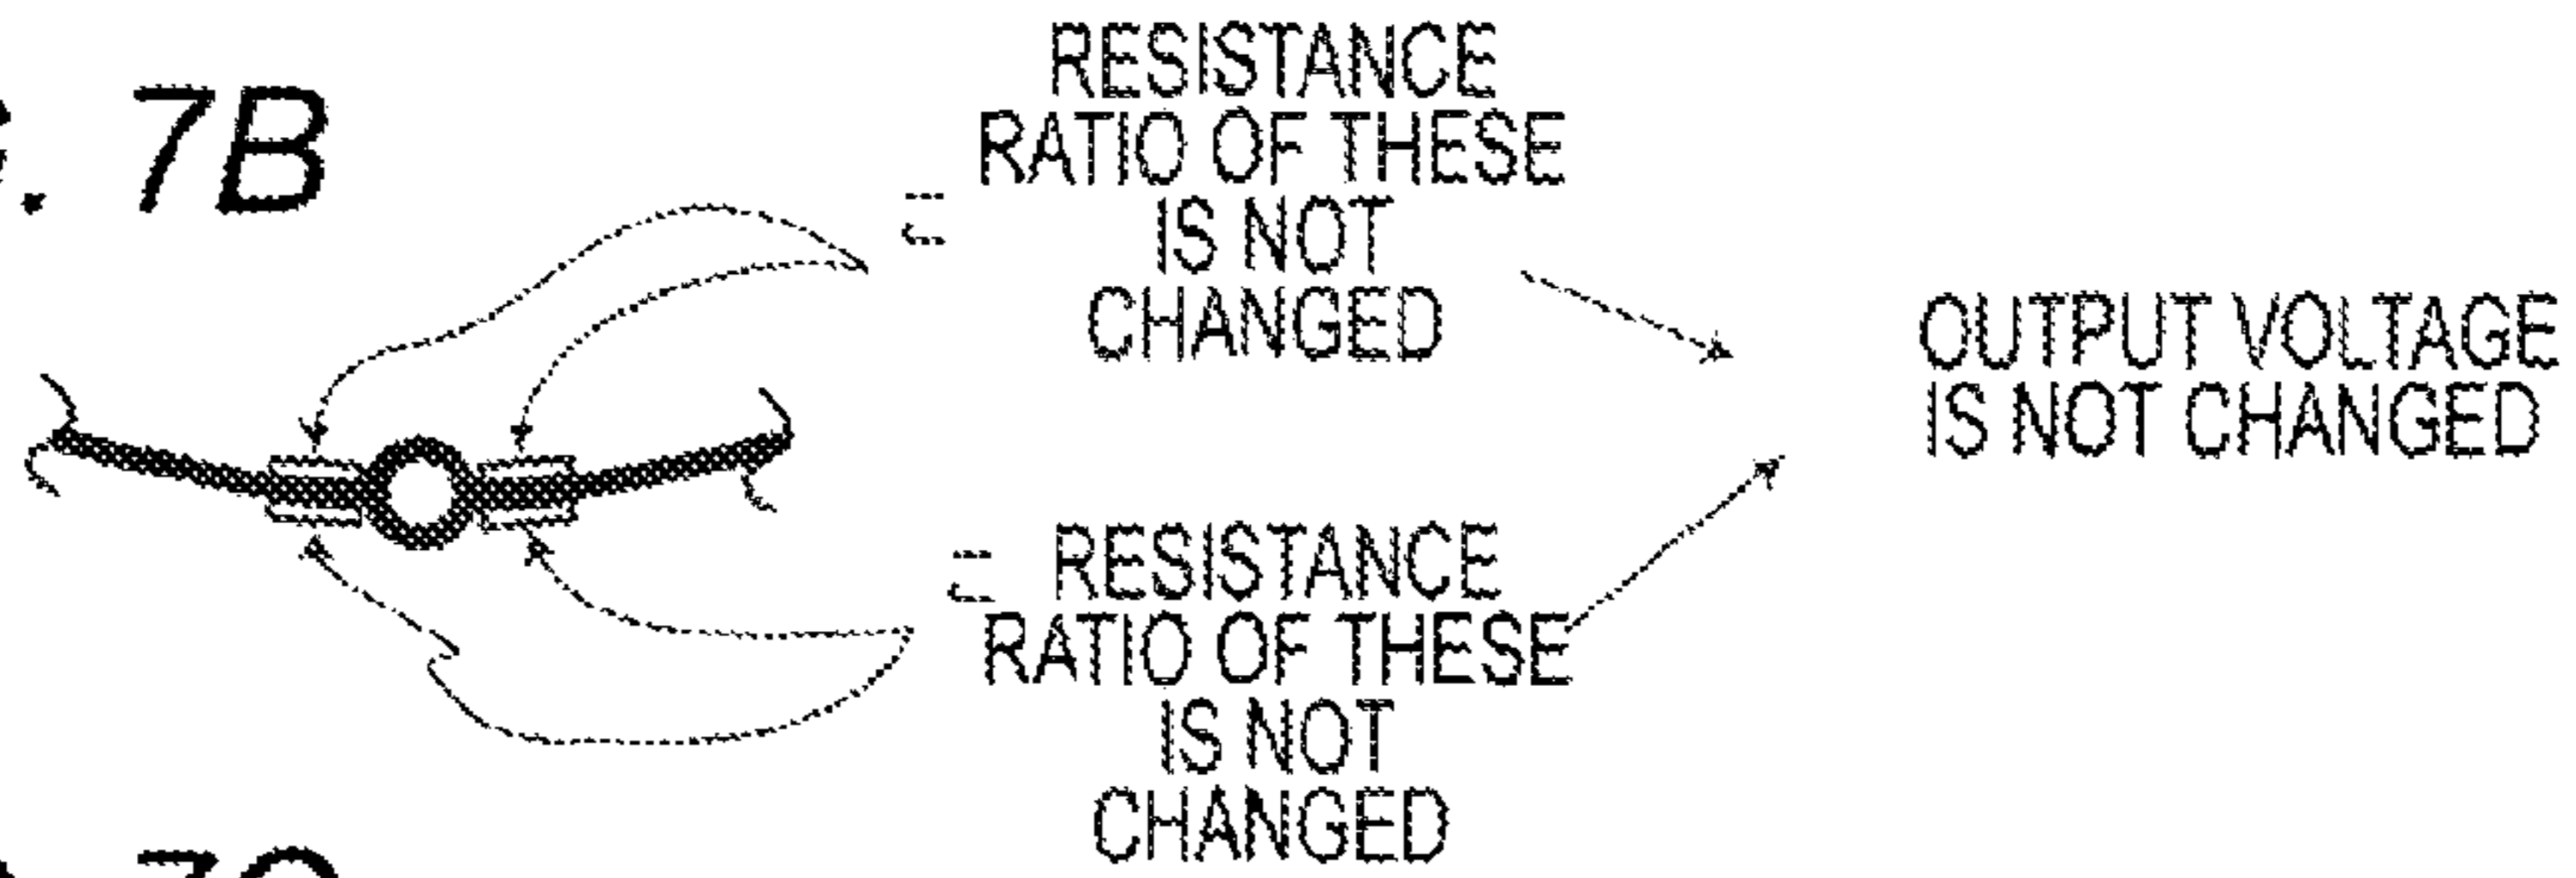 7B
RESISTANCE
RATIO OF THESE
IS NOT
CHANGED
OUTPUT VOLTAGE
IS NOT CHANGED
RESISTANCE
RATIO OF THESE
IS NOT
CHANGED